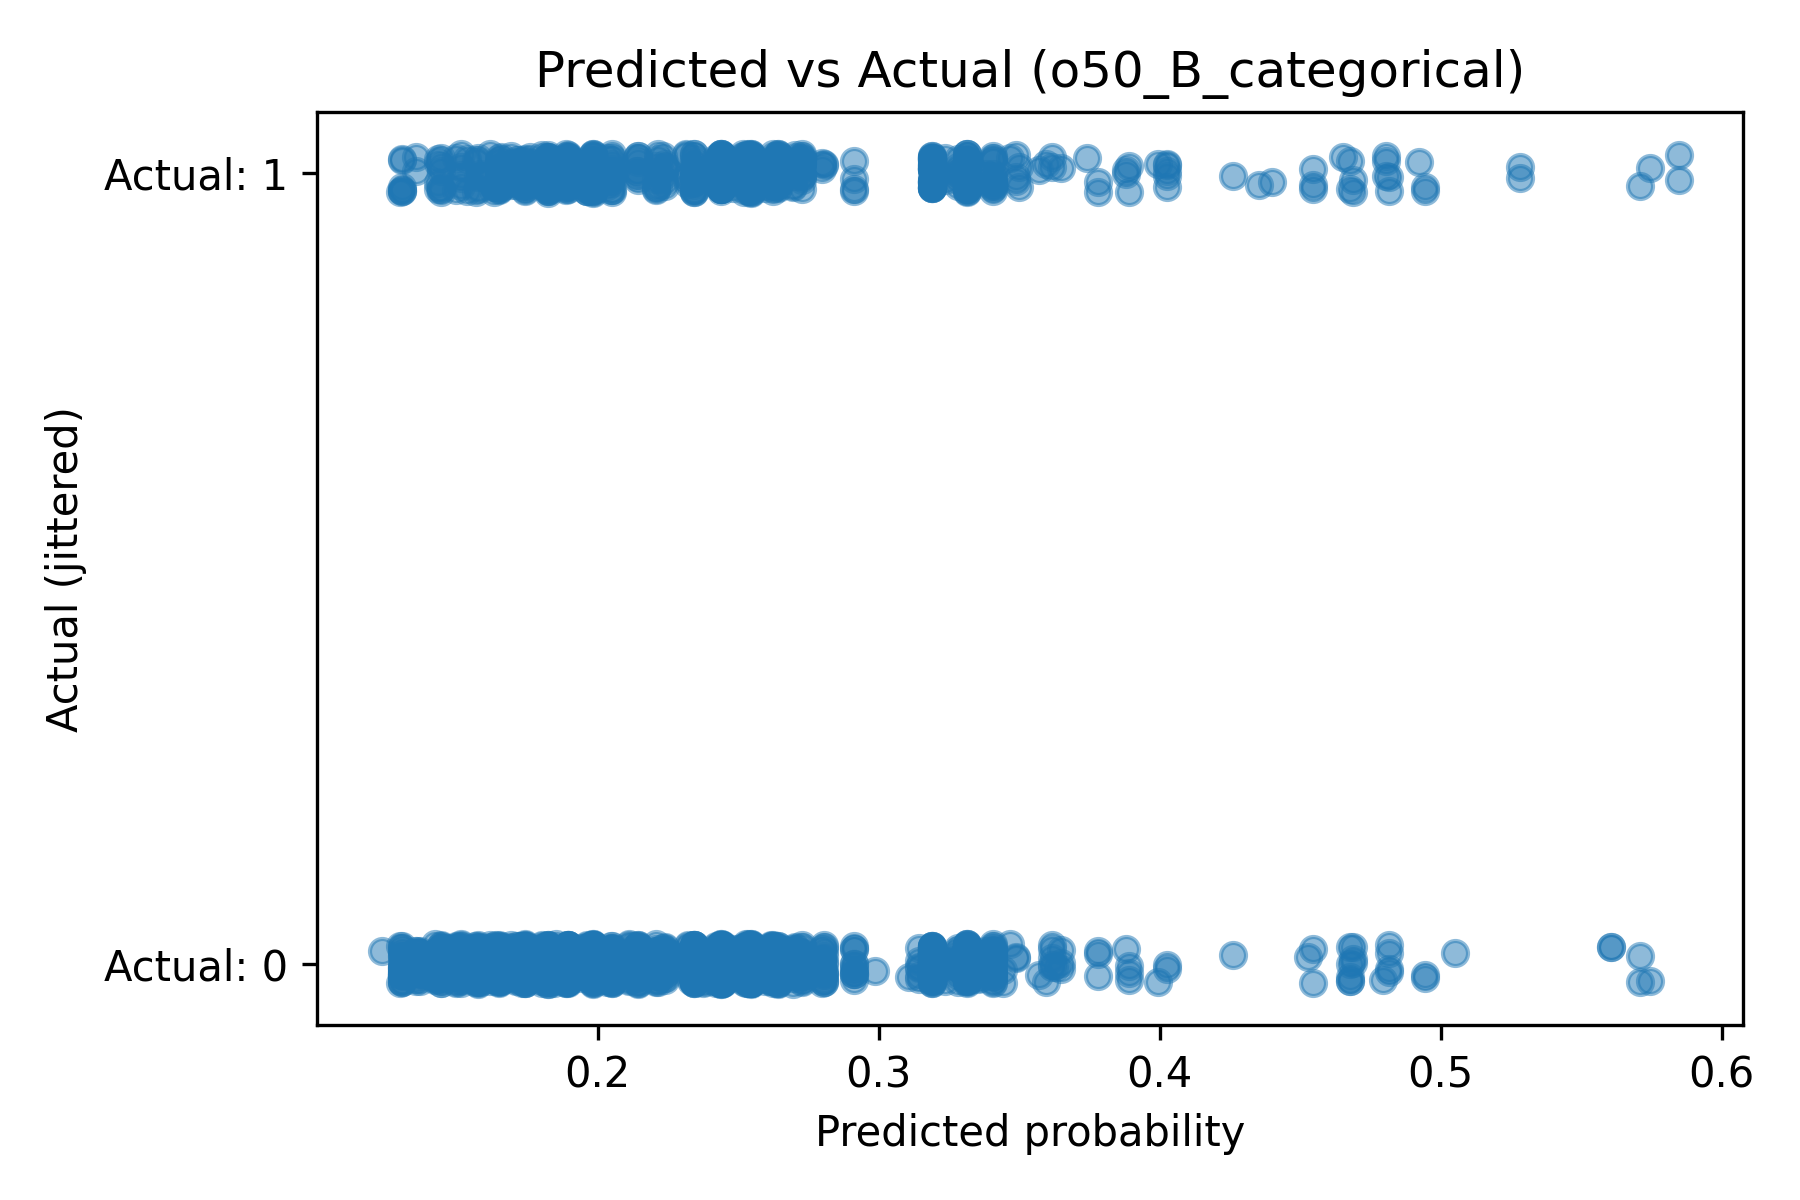 Predicted vs Actual (o50_B_categorical)
Actual: 1
Actual (jittered)
Actual: 0
0.2 0.3 0.4 0.5 0.6
Predicted probability